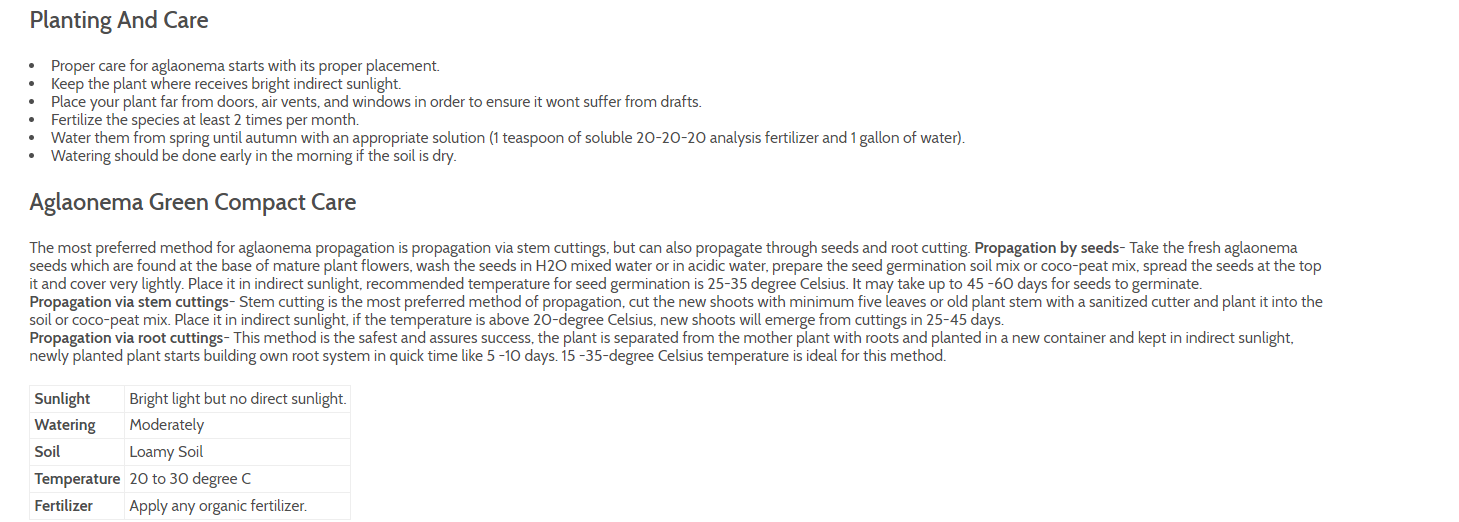 Planting And Care
• Proper care for aglaonema starts with its proper placement.
• Keep the plant where receives bright indirect sunlight.
• Place your plant far from doors, air vents, and windows in order to ensure it wont suffer from drafts.
• Fertilize the species at least 2 times per month.
• Water them from spring until autumn with an appropriate solution (1 teaspoon of soluble 20-20-20 analysis fertilizer and 1 gallon of water).
• Watering should be done early in the morning if the soil is dry.
Aglaonema Green Compact Care
The most preferred method for aglaonema propagation is propagation via stem cuttings, but can also propagate through seeds and root cutting. Propagation by seeds- Take the fresh aglaonema
seeds which are found at the base of mature plant flowers, wash the seeds in H2O mixed water or in acidic water, prepare the seed germination soil mix or coco-peat mix, spread the seeds at the top
it and cover very lightly. Place it in indirect sunlight, recommended temperature for seed germination is 25-35 degree Celsius. It may take up to 45 -60 days for seeds to germinate.
Propagation via stem cuttings- Stem cutting is the most preferred method of propagation, cut the new shoots with minimum five leaves or old plant stem with a sanitized cutter and plant it into the
soil or coco-peat mix. Place it in indirect sunlight, if the temperature is above 20-degree Celsius, new shoots will emerge from cuttings in 25-45 days.
Propagation via root cuttings- This method is the safest and assures success, the plant is separated from the mother plant with roots and planted in a new container and kept in indirect sunlight,
newly planted plant starts building own root system in quick time like 5 -10 days. 15 -35-degree Celsius temperature is ideal for this method.
Sunlight Bright light but no direct sunlight.
Watering Moderately
Soil Loamy Soil
Temperature 20 to 30 degree C
Fertilizer Apply any organic fertilizer.